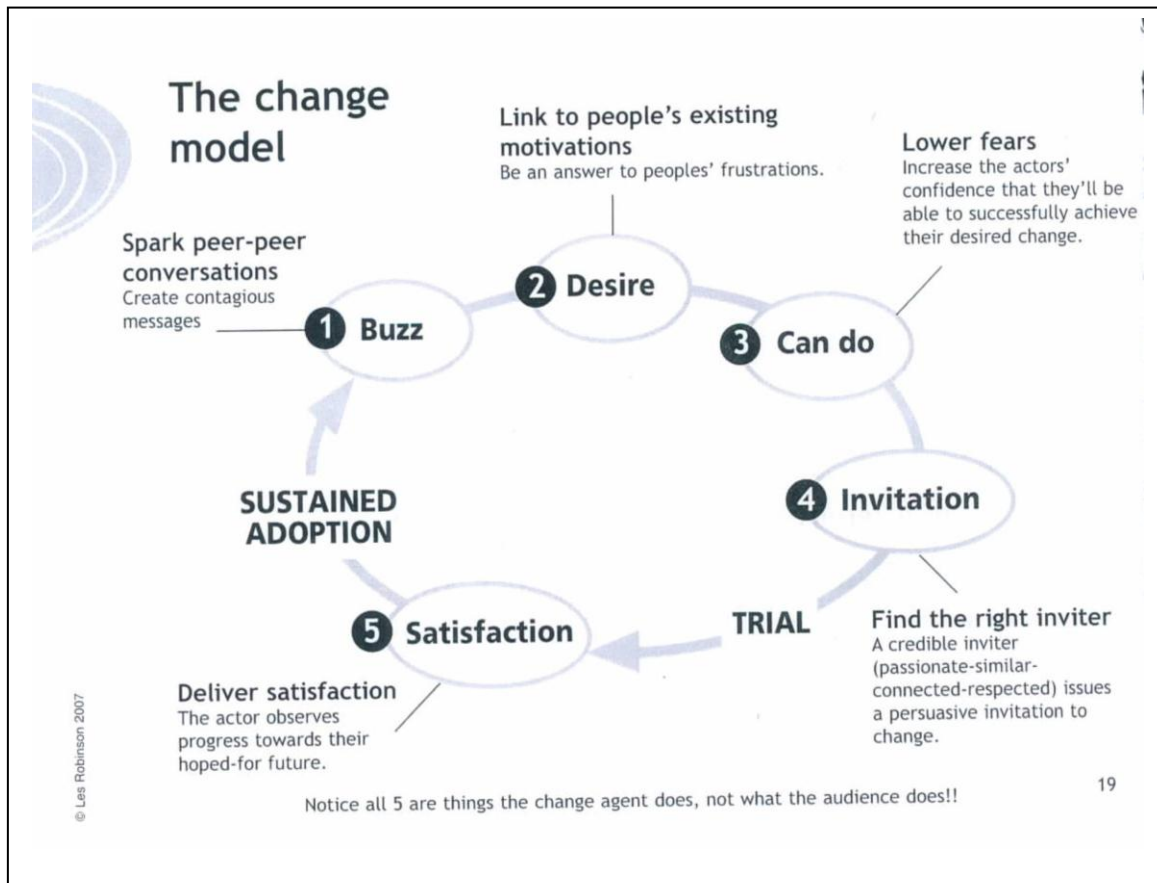 The change
model
Link to people's existing
motivations
Be an answer to peoples' frustrations.
Lower fears
Increase the actors'
confidence that they'll be
able to successfully achieve
their desired change.
Spark peer-peer
conversations
Create contagious
messages
1 Buzz
2 Desire
3 Can do
4 Invitation
SUSTAINED
ADOPTION
TRIAL
5 Satisfaction
Find the right inviter
A credible inviter
(passionate-similar-
connected-respected) issues
a persuasive invitation to
change.
Deliver satisfaction
The actor observes
progress towards their
hoped-for future.
© Les Robinson 2007
Notice all 5 are things the change agent does, not what the audience does!!
19